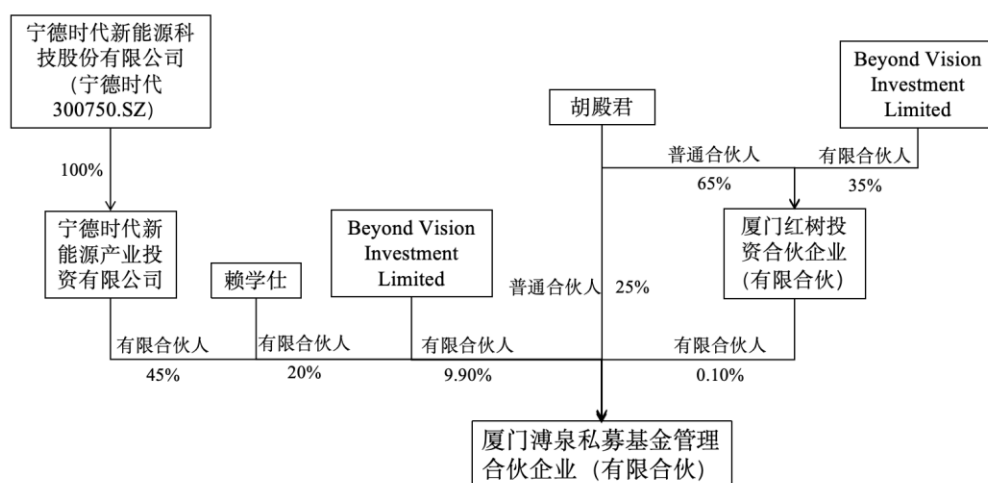 宁德时代新能源科
技股份有限公司
（宁德时代
300750.SZ）
Beyond Vision
Investment
Limited
胡殿君
100%
普通合伙人
有限合伙人
65%
35%
宁德时代新
能源产业投
资有限公司
赖学仕
Beyond Vision
Investment
Limited
普通合伙人
25%
厦门红树投
资合伙企业
(有限合伙）
有限合伙人
有限合伙人
有限合伙人
有限合伙人
45%
20%
9.90%
0.10%
厦门溥泉私募基金管理
合伙企业（有限合伙）